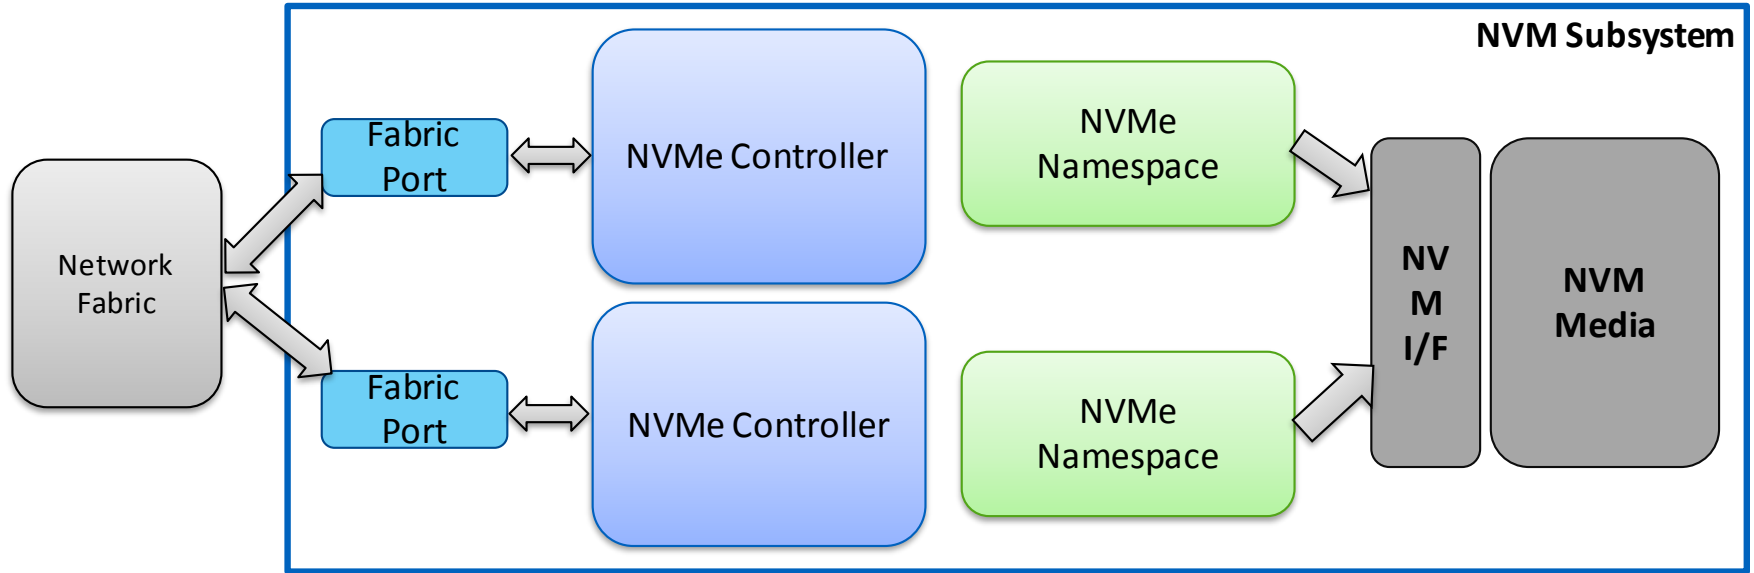 NVM Subsystem
Fabric
Port
NVMe Controller
NVMe
Namespace
Network
Fabric
NV
M
I/F
NVM
Media
Fabric
Port
NVMe Controller
NVMe
Namespace